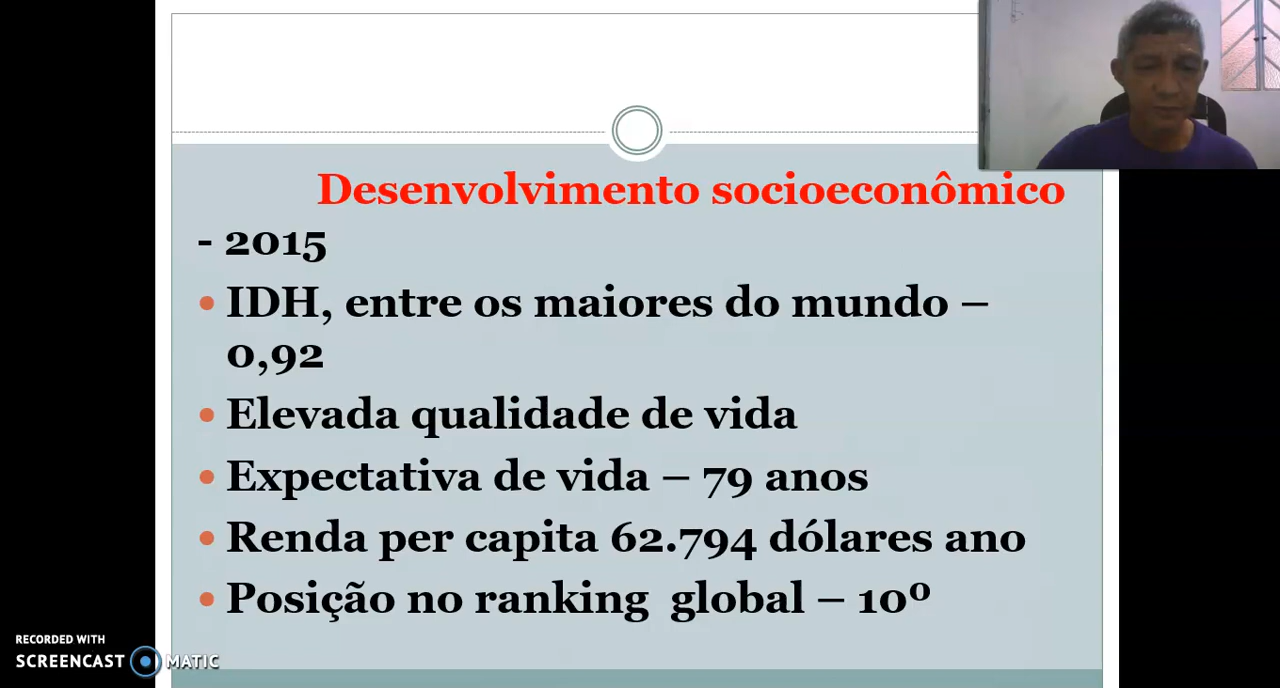 Desenvolvimento socioeconômico
- 2015
• IDH, entre os maiores do mundo –
0,92
• Elevada qualidade de vida
• Expectativa de vida – 79 anos
• Renda per capita 62.794 dólares ano
• Posição no ranking global – 10º
RECORDED WITH
SCREENCAST MATIC